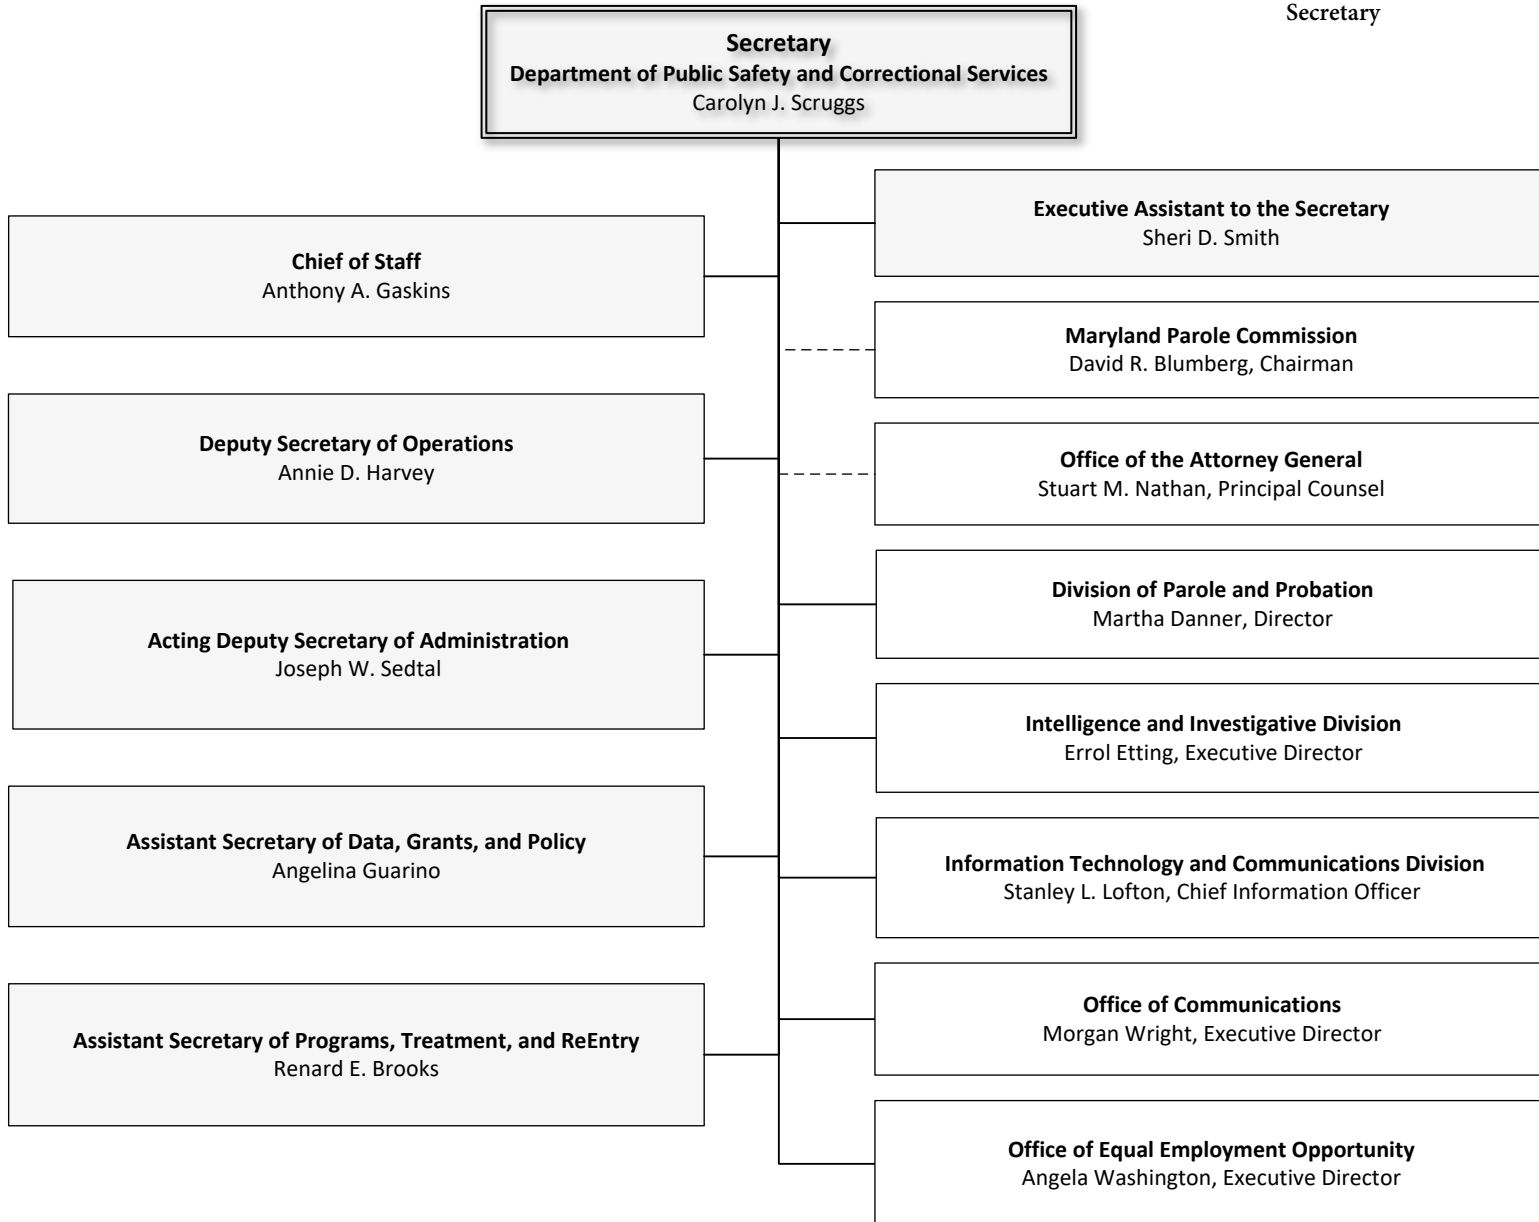 Secretary
Secretary
Department of Public Safety and Correctional Services
Carolyn J. Scruggs
Chief of Staff
Anthony A. Gaskins
Deputy Secretary of Operations
Annie D. Harvey
Acting Deputy Secretary of Administration
Joseph W. Sedtal
Assistant Secretary of Data, Grants, and Policy
Angelina Guarino
Assistant Secretary of Programs, Treatment, and ReEntry
Renard E. Brooks
Executive Assistant to the Secretary
Sheri D. Smith
Maryland Parole Commission
David R. Blumberg, Chairman
Office of the Attorney General
Stuart M. Nathan, Principal Counsel
Division of Parole and Probation
Martha Danner, Director
Intelligence and Investigative Division
Errol Etting, Executive Director
Information Technology and Communications Division
Stanley L. Lofton, Chief Information Officer
Office of Communications
Morgan Wright, Executive Director
Office of Equal Employment Opportunity
Angela Washington, Executive Director